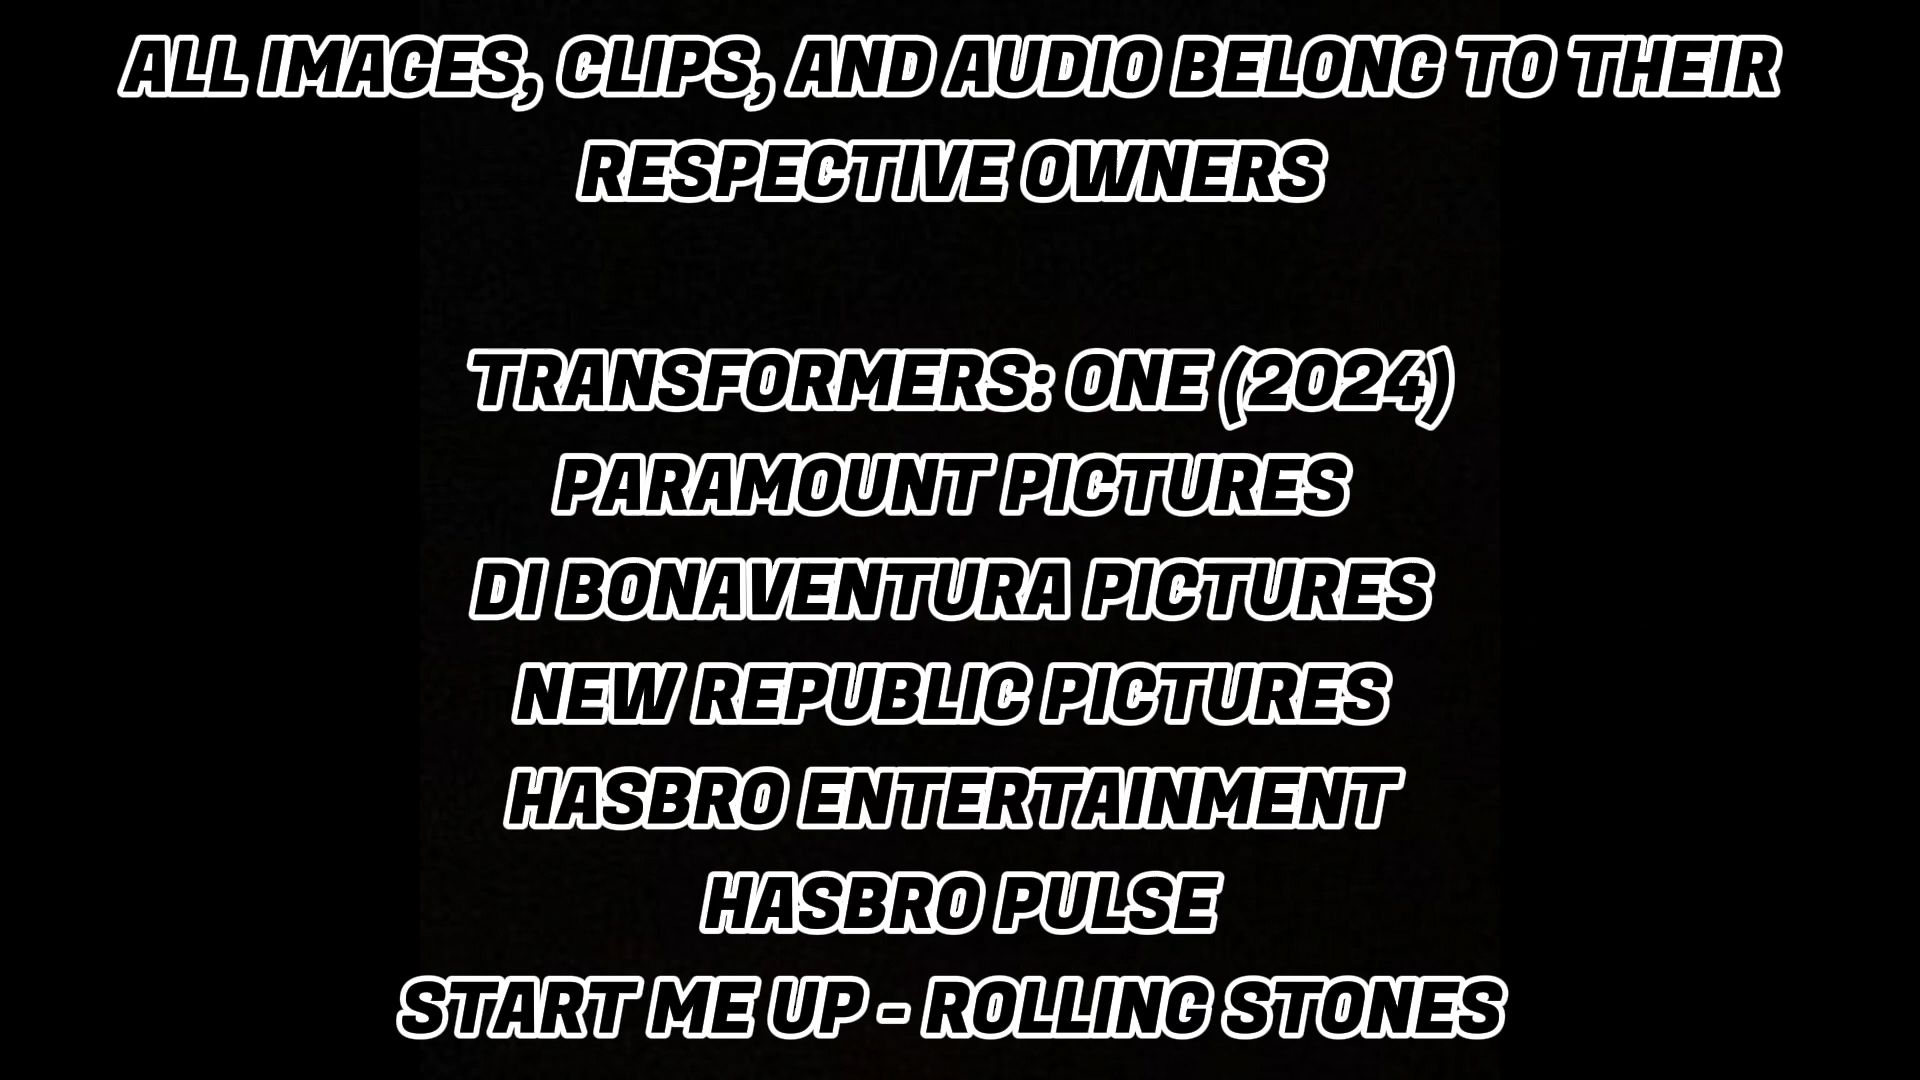 ALL IMAGES, CLIPS, AND AUDIO BELONG TO THEIR
RESPECTIVE OWNERS
TRANSFORMERS: ONE (2024)
PARAMOUNT PICTURES
DI BONAVENTURA PICTURES
NEW REPUBLIC PICTURES
HASBRO ENTERTAINMENT
HASBRO PULSE
START ME UP - ROLLING STONES